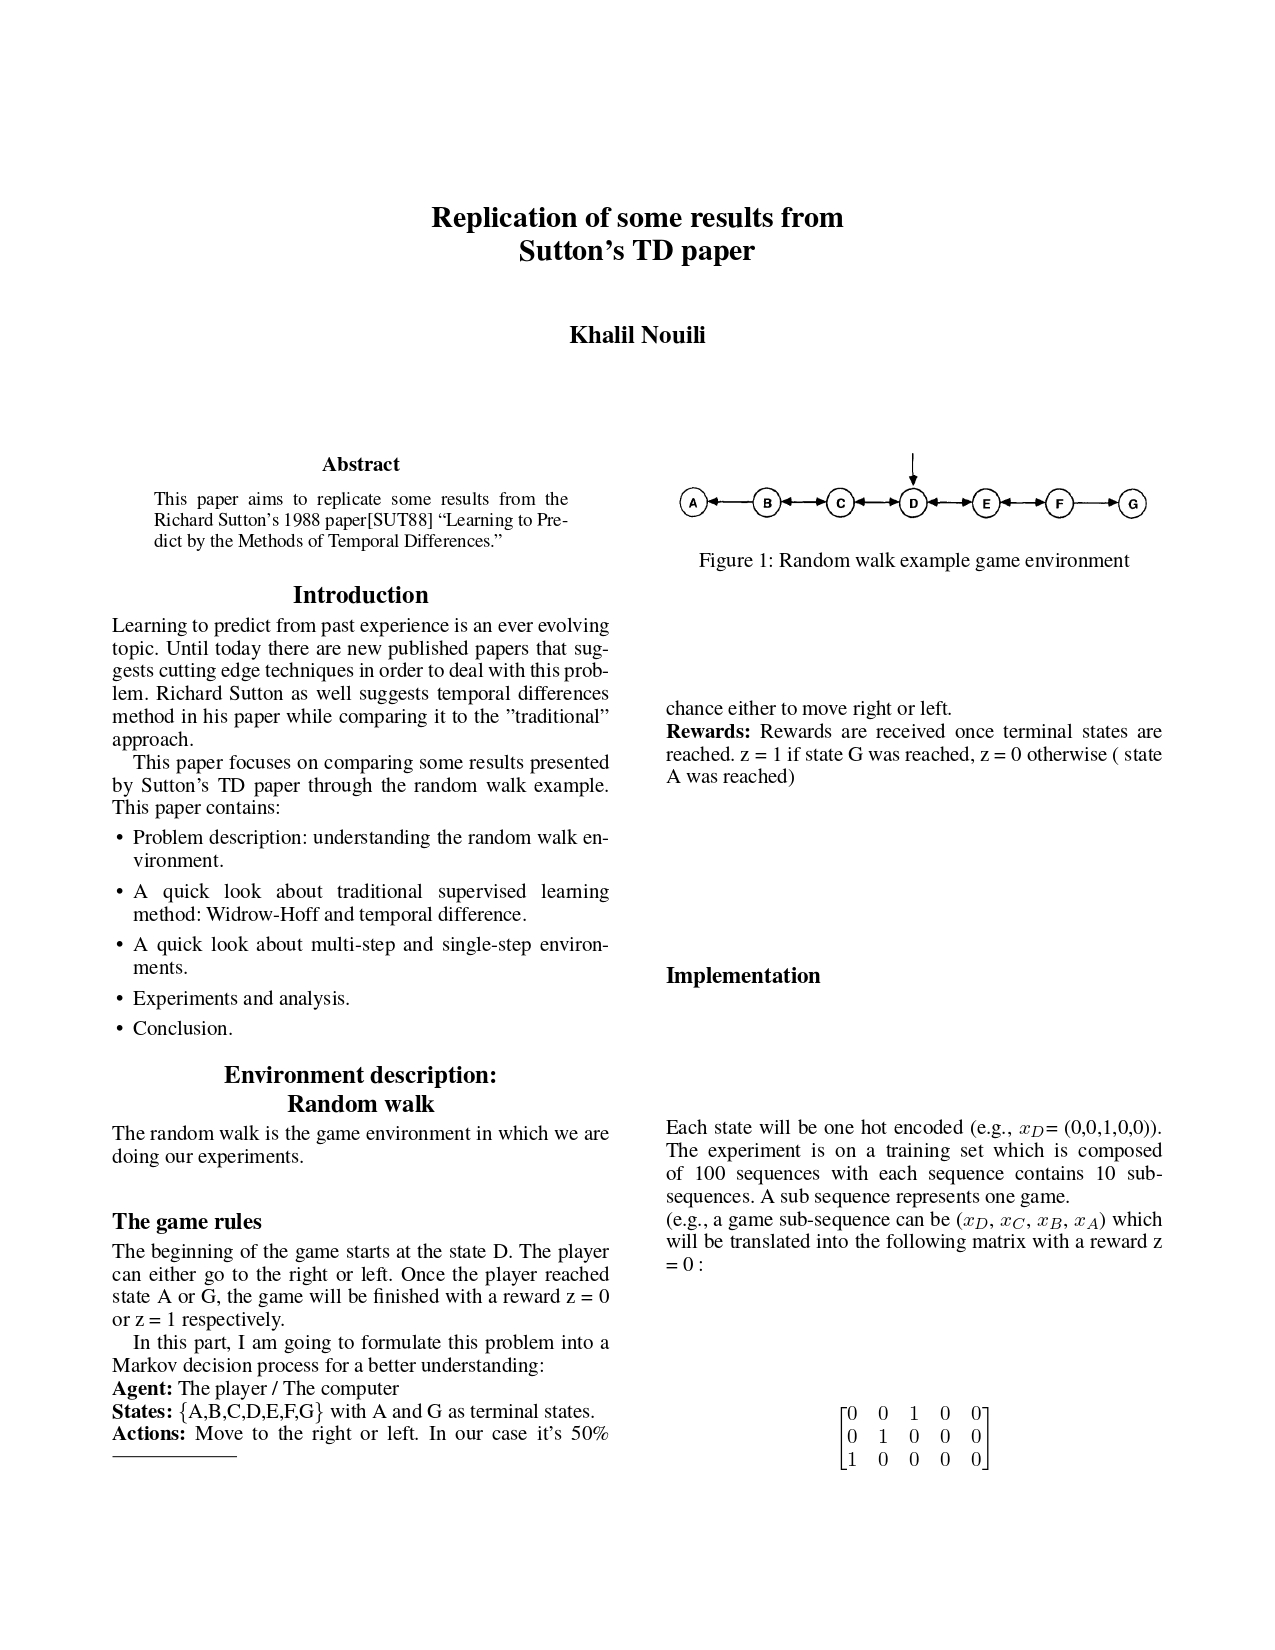 Replication of some results from
Sutton’s TD paper
Khalil Nouili
Abstract
This paper aims to replicate some results from the
Richard Sutton’s 1988 paper[SUT88] “Learning to Pre-
dict by the Methods of Temporal Differences.”
Introduction
Learning to predict from past experience is an ever evolving
topic. Until today there are new published papers that sug-
gests cutting edge techniques in order to deal with this prob-
lem. Richard Sutton as well suggests temporal differences
method in his paper while comparing it to the ”traditional”
approach.
This paper focuses on comparing some results presented
by Sutton’s TD paper through the random walk example.
This paper contains:
• Problem description: understanding the random walk en-
vironment.
• A quick look about traditional supervised learning
method: Widrow-Hoff and temporal difference.
• A quick look about multi-step and single-step environ-
ments.
• Experiments and analysis.
• Conclusion.
Environment description:
Random walk
The random walk is the game environment in which we are
doing our experiments.
The game rules
The beginning of the game starts at the state D. The player
can either go to the right or left. Once the player reached
state A or G, the game will be finished with a reward z = 0
or z = 1 respectively.
In this part, I am going to formulate this problem into a
Markov decision process for a better understanding:
Agent: The player / The computer
States: {A,B,C,D,E,F,G} with A and G as terminal states.
Actions: Move to the right or left. In our case it’s 50%
A B C D E F G
Figure 1: Random walk example game environment
chance either to move right or left.
Rewards: Rewards are received once terminal states are
reached. z = 1 if state G was reached, z = 0 otherwise ( state
A was reached)
Implementation
Each state will be one hot encoded (e.g., x_D= (0,0,1,0,0)).
The experiment is on a training set which is composed
of 100 sequences with each sequence contains 10 sub-
sequences. A sub sequence represents one game.
(e.g., a game sub-sequence can be (x_D, x_C, x_B, x_A) which
will be translated into the following matrix with a reward z
= 0 :
0 0 1 0 0
0 1 0 0 0
1 0 0 0 0